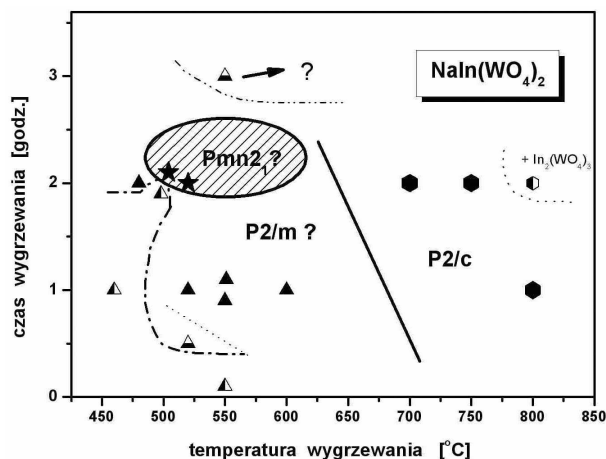 NaIn(WO₄)₂
?
Pmn2₁?
+ In₂(WO₄)₃
P2/m ?
P2/c
czas wygrzewania [godz.]
3
2
1
0
450 500 550 600 650 700 750 800 850
temperatura wygrzewania [°C]